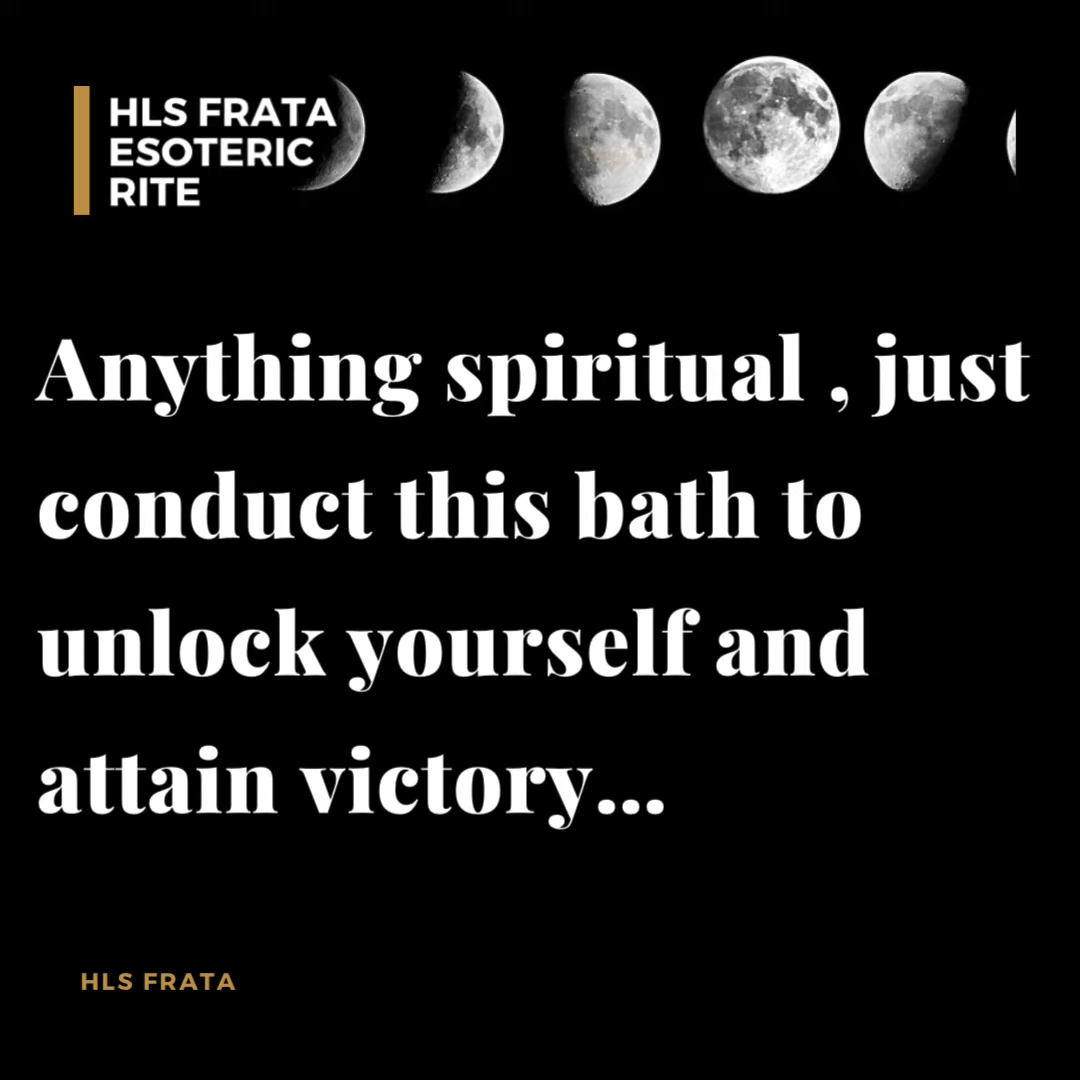 HLS FRATA
ESOTERIC
RITE
Anything spiritual , just
conduct this bath to
unlock yourself and
attain victory...
HLS FRATA